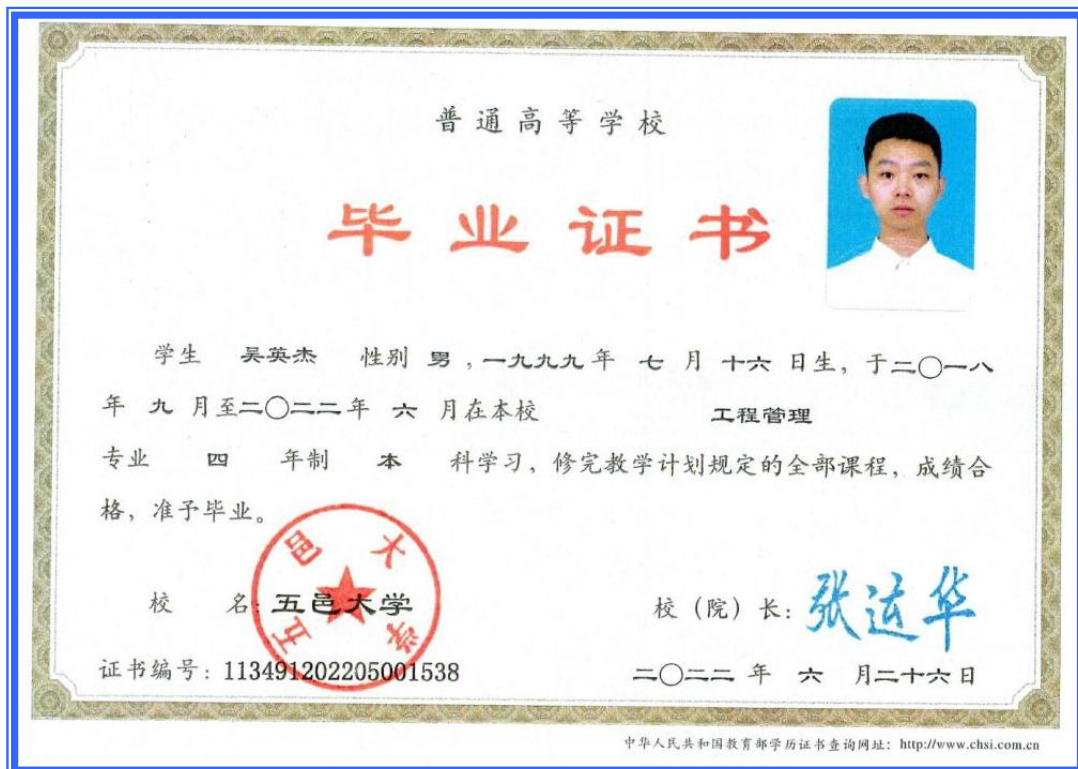 普通高等学校
毕业证书
学生 吴英杰 性别 男，一九九九年 七 月 十六 日生，于二〇一八
年 九 月至二〇二二年 六 月在本校 工程管理
专业 四 年制 本 科学习，修完教学计划规定的全部课程，成绩合
格，准予毕业。
五邑大学
校 名：五邑大学 校（院）长：张运华
证书编号：113491202205001538 二〇二二 年 六 月二十六日
中华人民共和国教育部学历证书查询网址：http://www.chsi.com.cn